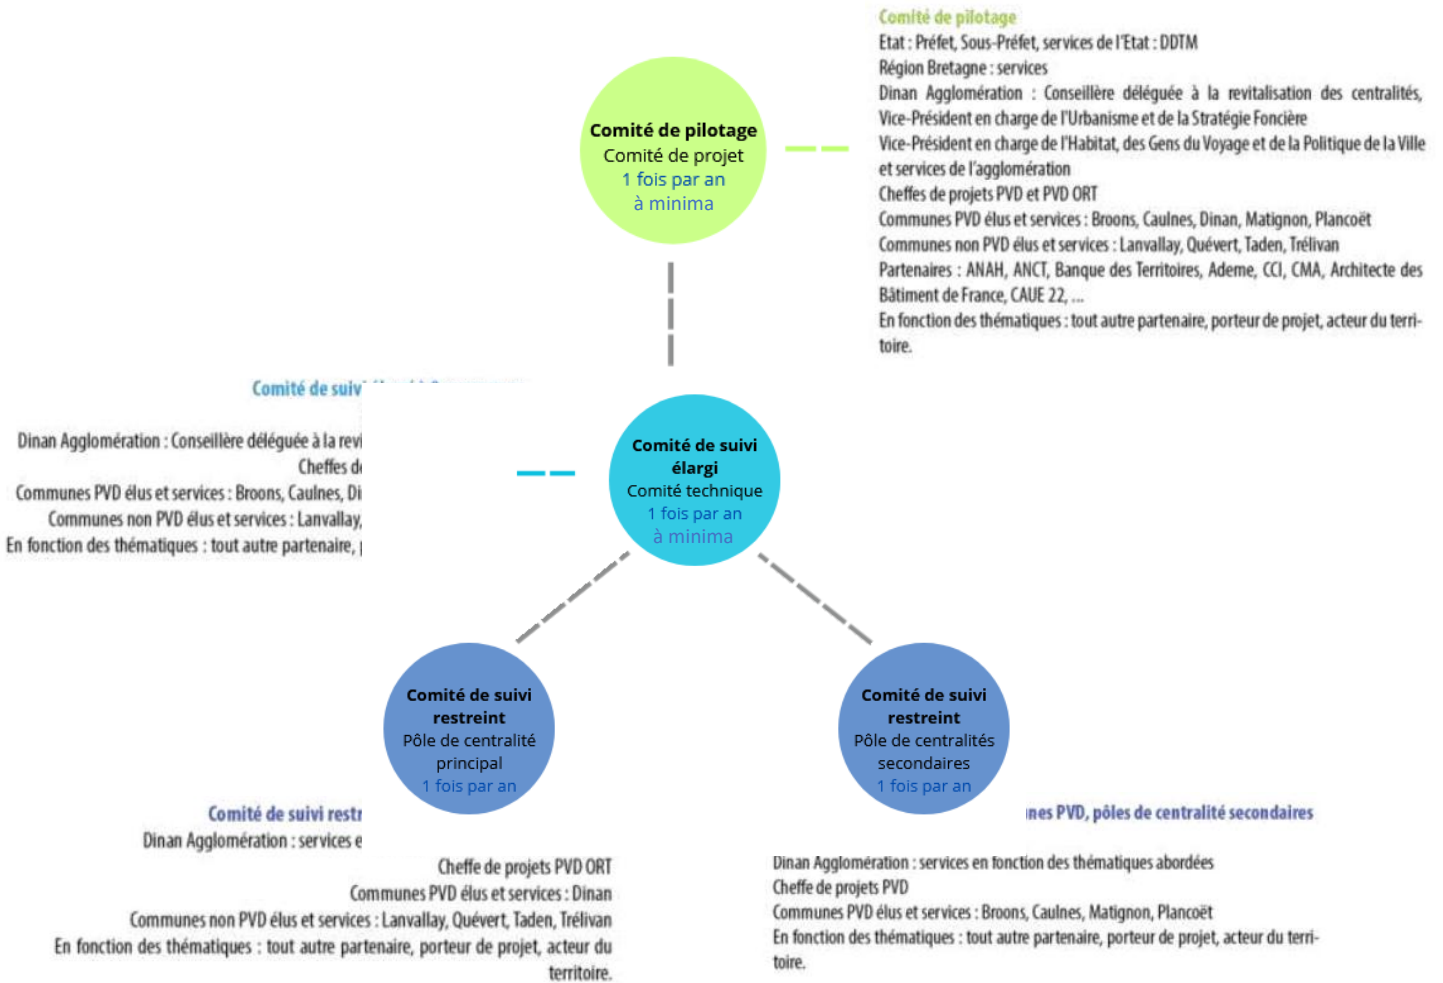 Comité de pilotage
Etat : Préfet, Sous-Préfet, services de l'Etat : DDTM
Région Bretagne : services
Dinan Agglomération : Conseillère déléguée à la revitalisation des centralités,
Vice-Président en charge de l'Urbanisme et de la Stratégie Foncière
Vice-Président en charge de l'Habitat, des Gens du Voyage et de la Politique de la Ville
et services de l'agglomération
Cheffes de projets PVD et PVD ORT
Communes PVD élus et services : Broons, Caulnes, Dinan, Matignon, Plancoët
Communes non PVD élus et services : Lanvallay, Quévert, Taden, Trélivan
Partenaires : ANAH, ANCT, Banque des Territoires, Ademe, CCI, CMA, Architecte des
Bâtiment de France, CAUE 22, ...
En fonction des thématiques : tout autre partenaire, porteur de projet, acteur du terri-
toire.
Comité de pilotage
Comité de projet
1 fois par an
à minima
Comité de suivi
Dinan Agglomération : Conseillère déléguée à la
Cheffes
Communes PVD élus et services : Broons, Caulnes,
Communes non PVD élus et services : Lanvallay,
En fonction des thématiques : tout autre partenaire,
Comité de suivi
élargi
Comité technique
1 fois par an
à minima
Comité de suivi
restreint
Pôle de centralité
principal
1 fois par an
Comité de suivi
restreint
Pôle de centralités
secondaires
1 fois par an
Comité de suivi
Dinan Agglomération : services
Cheffe de projets PVD ORT
Communes PVD élus et services : Dinan
Communes non PVD élus et services : Lanvallay, Quévert, Taden, Trélivan
En fonction des thématiques : tout autre partenaire, porteur de projet, acteur du
territoire.
PVD, pôles de centralité secondaires
Dinan Agglomération : services en fonction des thématiques abordées
Cheffe de projets PVD
Communes PVD élus et services : Broons, Caulnes, Matignon, Plancoët
En fonction des thématiques : tout autre partenaire, porteur de projet, acteur du terri-
toire.